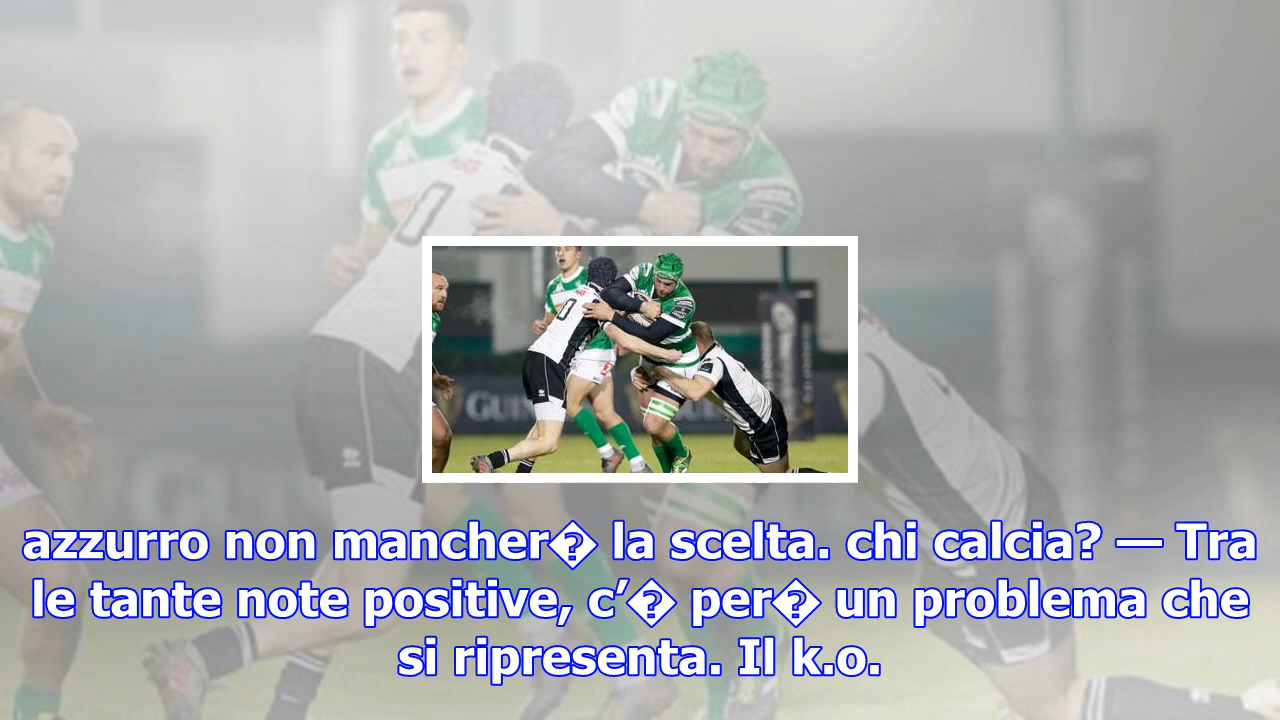 GUIN
azzurro non mancher� la scelta. chi calcia? — Tra
le tante note positive, c’� per� un problema che
si ripresenta. Il k.o.